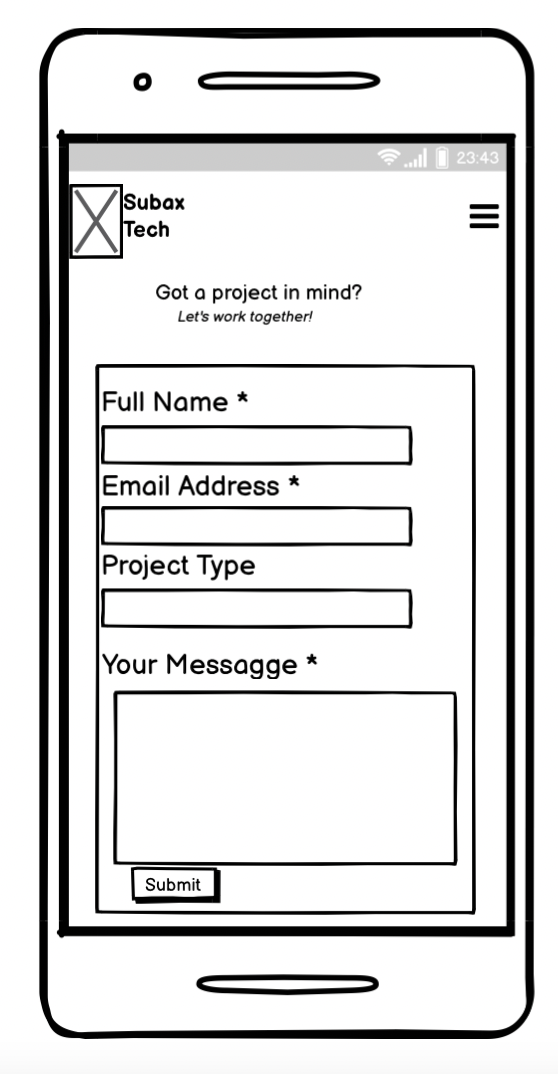 23:43
Subax
Tech
Got a project in mind?
Let's work together!
Full Name *
Email Address *
Project Type
Your Messagge *
Submit